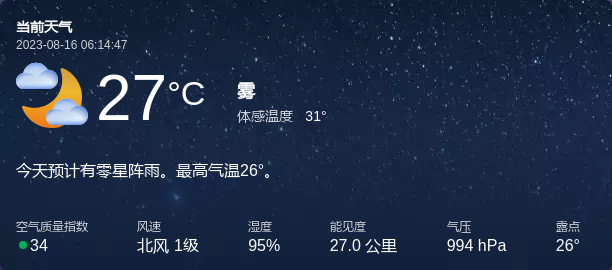 当前天气
2023-08-16 06:14:47
27°C
雾
体感温度 31°
今天预计有零星阵雨。最高气温26°。
空气质量指数 风速 湿度 能见度 气压 露点
34 北风 1级 95% 27.0 公里 994 hPa 26°